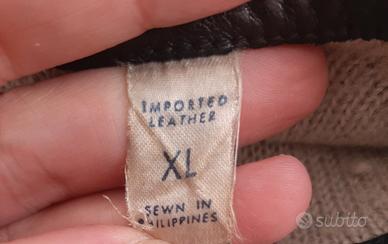 IMPORTED
LEATHER
XL
SEWN IN
PHILIPPINES
subito